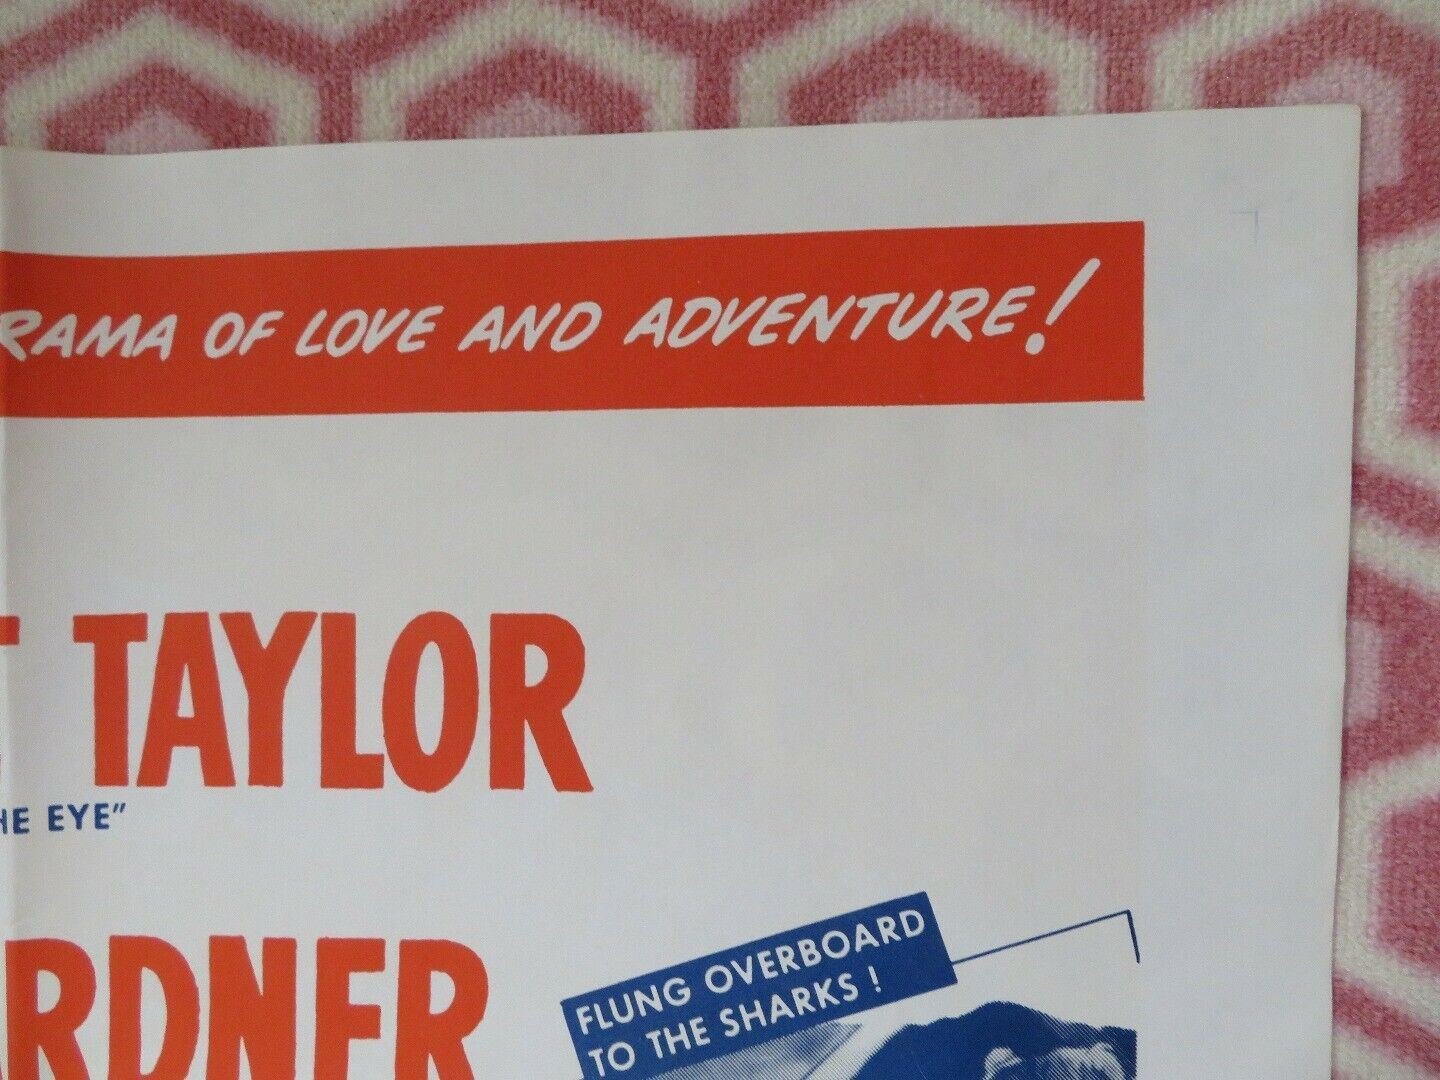 RAMA OF LOVE AND ADVENTURE!
T TAYLOR
HE EYE"
RDNER
FLUNG OVERBOARD
TO THE SHARKS!